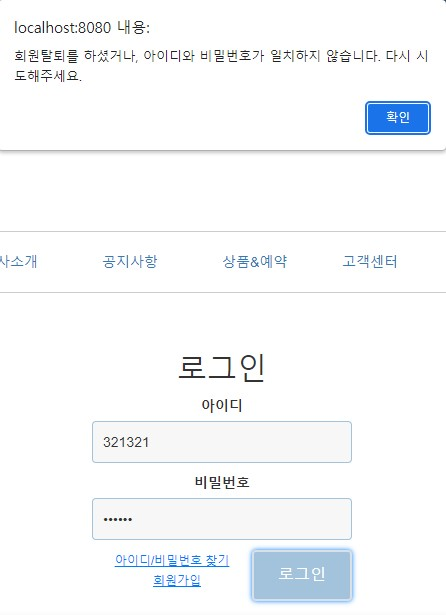 localhost:8080 내용:
회원탈퇴를 하셨거나, 아이디와 비밀번호가 일치하지 않습니다. 다시 시
도해주세요.
확인
사소개 공지사항 상품&예약 고객센터
로그인
아이디
321321
비밀번호
••••••
아이디/비밀번호 찾기
회원가입
로그인